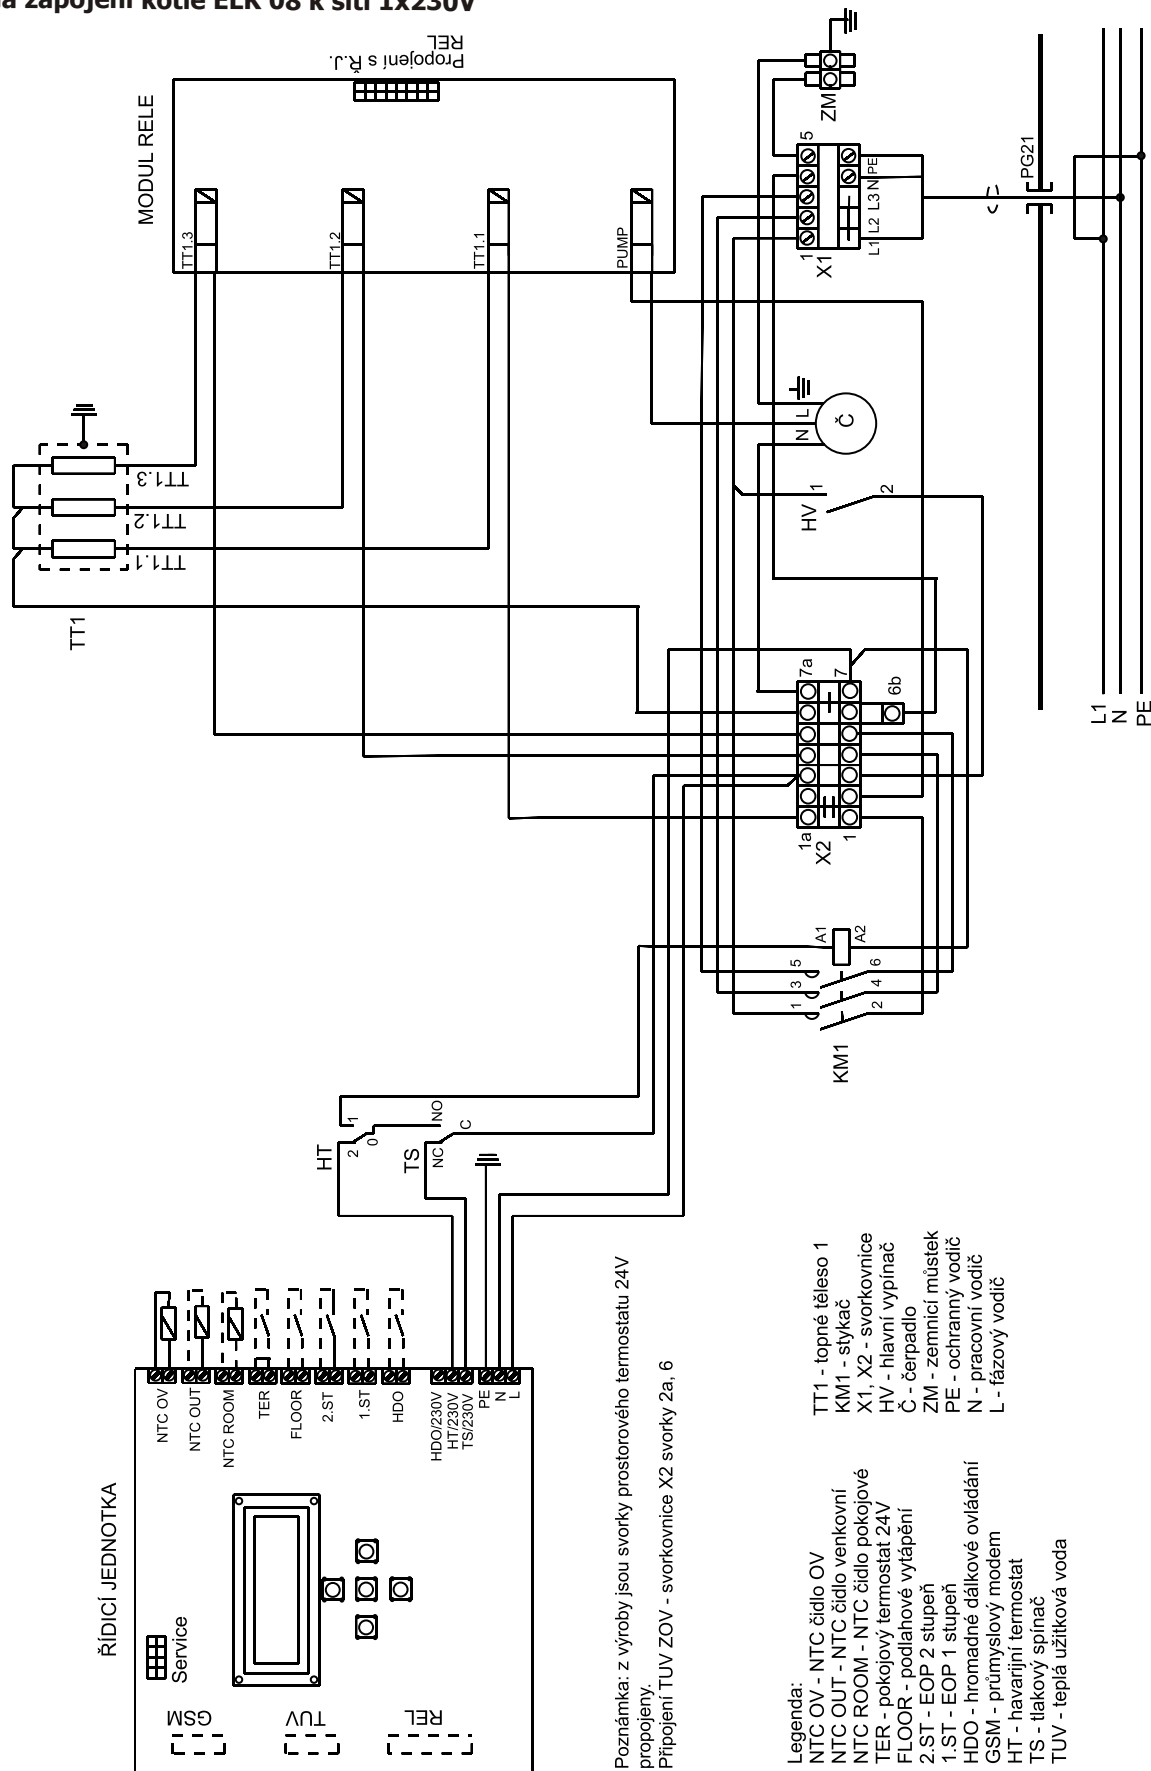 zapojení kotle ELK 08 k síti 1x230V
REL
Propojení s Ř.J.
MODUL RELE
TT1.3
TT1.2
TT1.1
PUMP
TT1.3
TT1.2
TT1.1
TT1
ZM
5
1
X1
L1 L2 L3 N PE
PG21
N L
Č
HV
1
2
L1
N
PE
7a
7
6b
1a
1
X2
A1
A2
5
3
1
6
4
2
KM1
HT
1
2
0
TS
NO
NC
C
ŘÍDICÍ JEDNOTKA
NTC OV
NTC OUT
NTC ROOM
TER
FLOOR
2.ST
1.ST
HDO
HDO/230V
HT/230V
TS/230V
PE
N
L
Service
GSM
TUV
REL
Poznámka: z výroby jsou svorky prostorového termostatu 24V
propojeny.
Připojení TUV ZOV - svorkovnice X2 svorky 2a, 6
Legenda:
NTC OV - NTC čidlo OV
NTC OUT - NTC čidlo venkovní
NTC ROOM - NTC čidlo pokojové
TER - pokojový termostat 24V
FLOOR - podlahové vytápění
2.ST - EOP 2 stupeň
1.ST - EOP 1 stupeň
HDO - hromadné dálkové ovládání
GSM - průmyslový modem
HT - havarijní termostat
TS - tlakový spínač
TUV - teplá užitková voda
TT1 - topné těleso 1
KM1 - stykač
X1, X2 - svorkovnice
HV - hlavní vypínač
Č - čerpadlo
ZM - zemnicí můstek
PE - ochranný vodič
N - pracovní vodič
L - fázový vodič